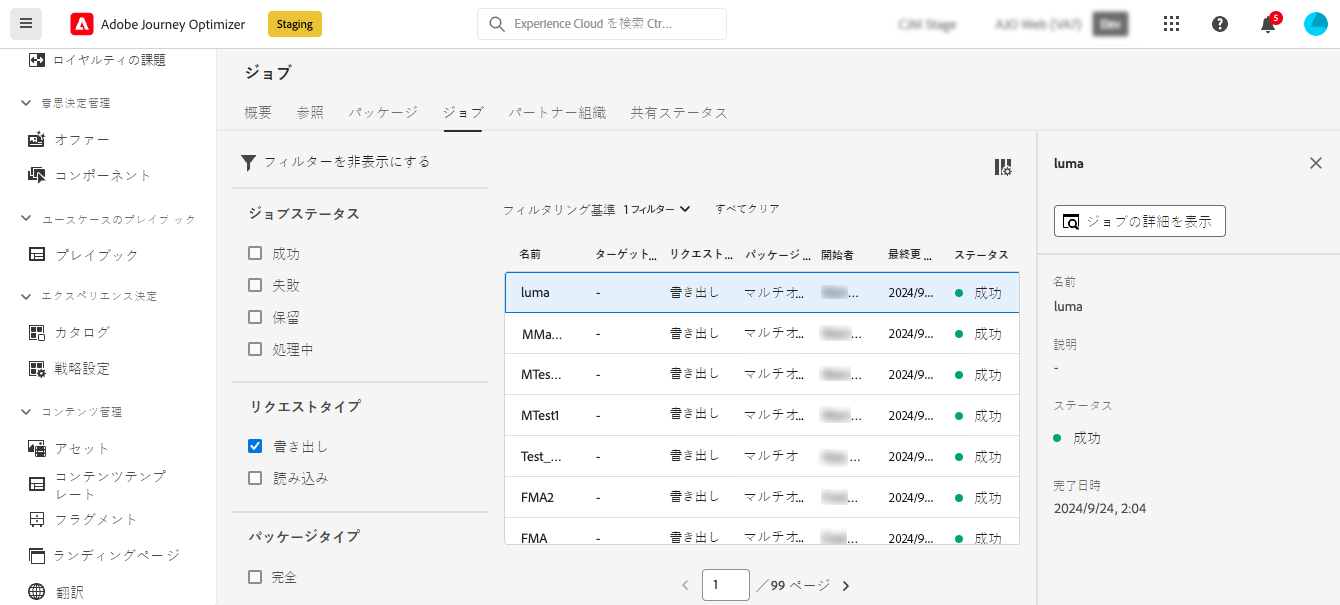 Adobe Journey Optimizer
Staging
Experience Cloud を検索 Ctr...
5
ロイヤルティの課題
意思決定管理
オファー
コンポーネント
ユースケースのプレイブック
プレイブック
エクスペリエンス決定
カタログ
戦略設定
コンテンツ管理
アセット
コンテンツテンプ
レート
フラグメント
ランディングページ
翻訳
ジョブ
概要 参照 パッケージ ジョブ パートナー組織 共有ステータス
フィルターを非表示にする
ジョブステータス
成功
失敗
保留
処理中
リクエストタイプ
書き出し
読み込み
パッケージタイプ
完全
フィルタリング基準 1 フィルター すべてクリア
名前 ターゲット... リクエスト... パッケージ ... 開始者 最終更 ... ステータス
luma - 書き出し マルチオ... ... 2024/9... 成功
MMa... - 書き出し マルチオ... ... 2024/9... 成功
MTes... - 書き出し マルチオ... ... 2024/9... 成功
MTest1 - 書き出し マルチオ... ... 2024/9... 成功
Test_... - 書き出し マルチオ ... 2024/9... 成功
FMA2 - 書き出し マルチオ... ... 2024/9... 成功
FMA - 書き出し マルチオ... ... 2024/9... 成功
1 ／99 ページ
luma
ジョブの詳細を表示
名前
luma
説明
-
ステータス
成功
完了日時
2024/9/24, 2:04